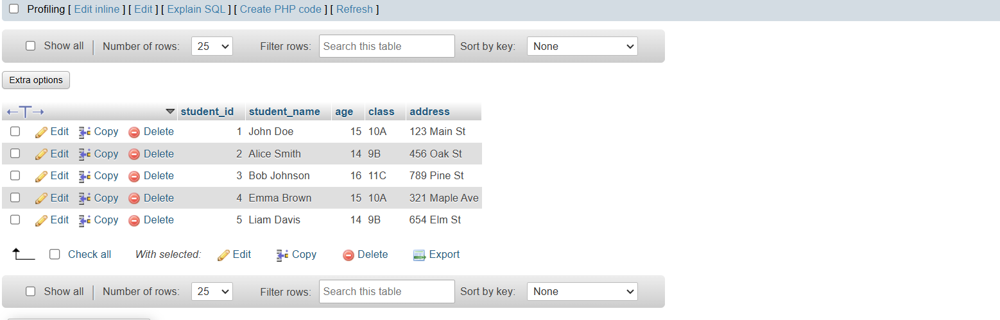 Profiling [ Edit inline ] [ Edit ] [ Explain SQL ] [ Create PHP code ] [ Refresh ]
Show all | Number of rows: 25 Filter rows: Search this table Sort by key: None
Extra options
student_id student_name age class address
Edit Copy Delete 1 John Doe 15 10A 123 Main St
Edit Copy Delete 2 Alice Smith 14 9B 456 Oak St
Edit Copy Delete 3 Bob Johnson 16 11C 789 Pine St
Edit Copy Delete 4 Emma Brown 15 10A 321 Maple Ave
Edit Copy Delete 5 Liam Davis 14 9B 654 Elm St
Check all With selected: Edit Copy Delete Export
Show all | Number of rows: 25 Filter rows: Search this table Sort by key: None